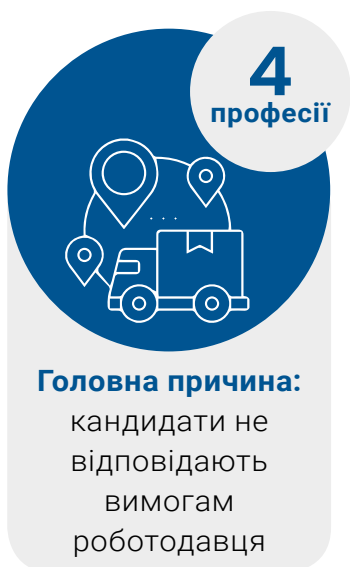 4
професії
Головна причина:
кандидати не
відповідають
вимогам
роботодавця